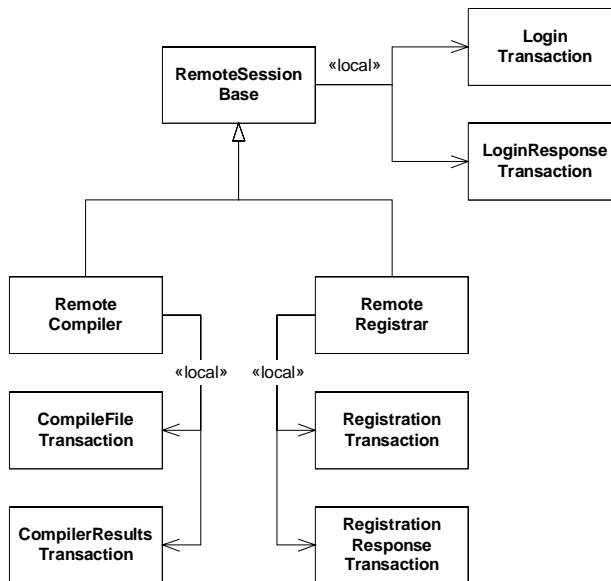 Login
Transaction
RemoteSession
Base
«local»
LoginResponse
Transaction
Remote
Compiler
Remote
Registrar
«local»
«local»
CompileFile
Transaction
Registration
Transaction
CompilerResults
Transaction
Registration
Response
Transaction